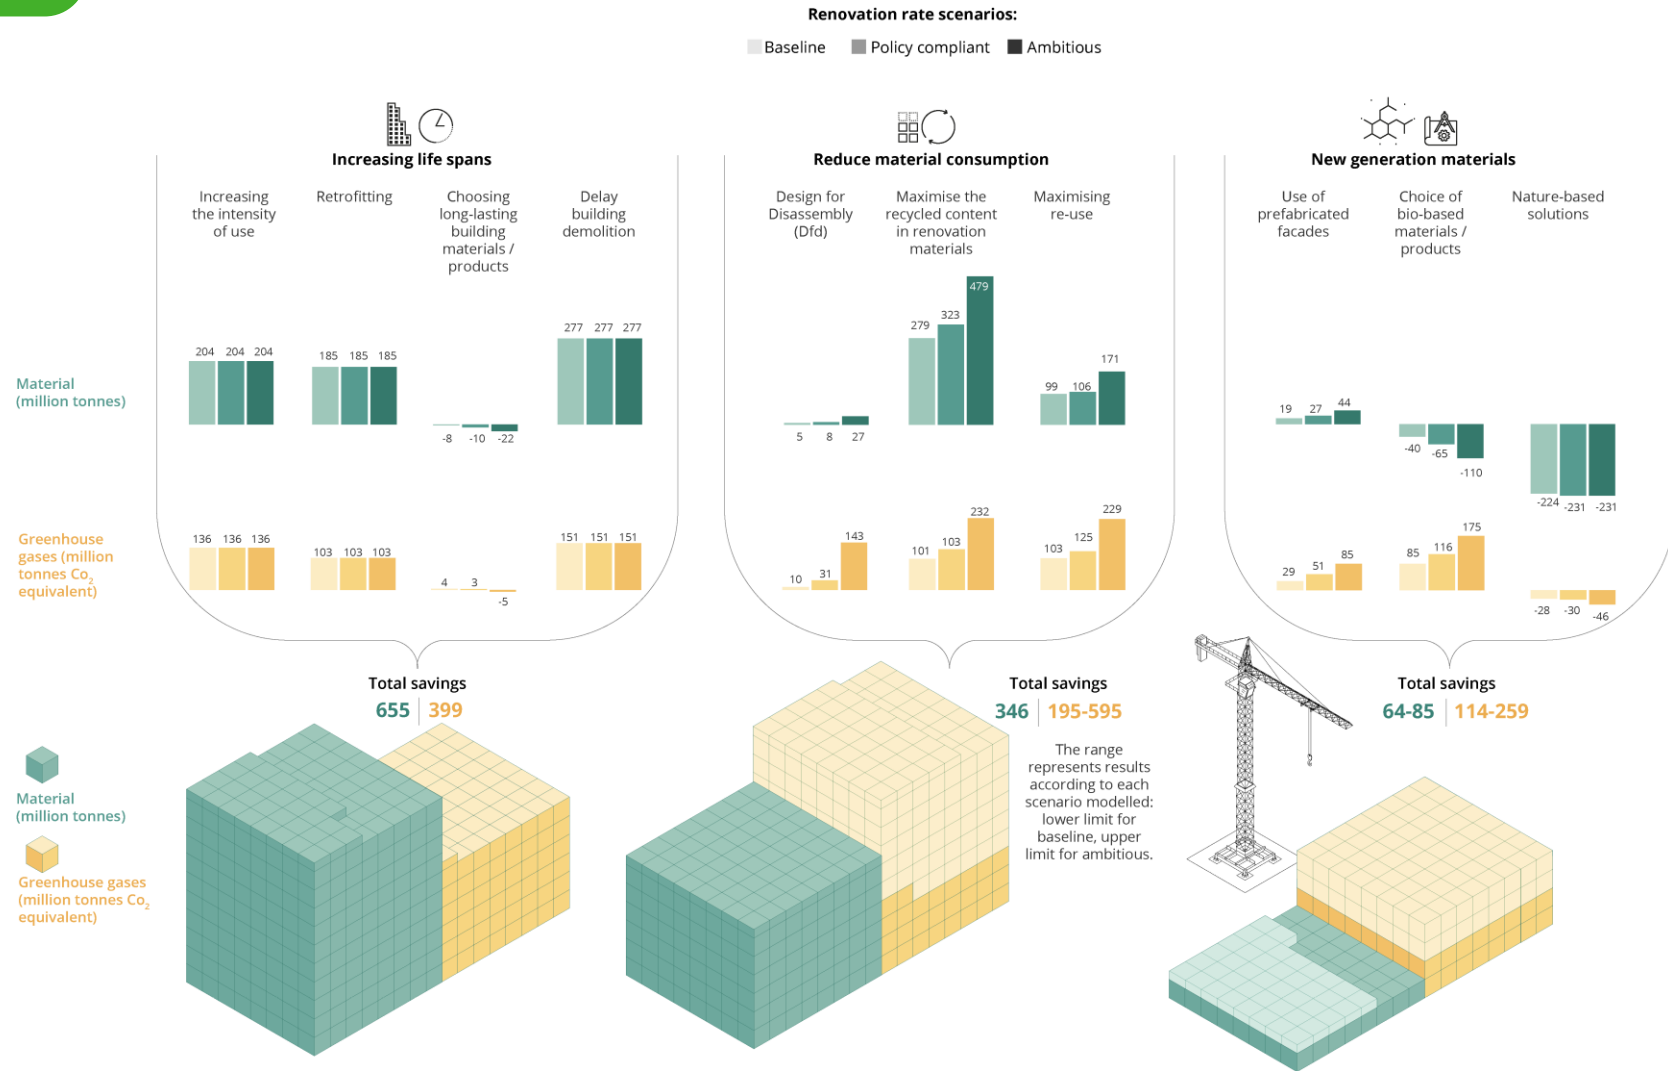 Renovation rate scenarios:
Baseline Policy compliant Ambitious
Increasing life spans
Increasing
the intensity
of use
Retrofitting
Choosing
long-lasting
building
materials /
products
Delay
building
demolition
Reduce material consumption
Design for
Disassembly
(Dfd)
Maximise the
recycled content
in renovation
materials
Maximising
re-use
New generation materials
Use of
prefabricated
facades
Choice of
bio-based
materials /
products
Nature-based
solutions
Material
(million tonnes)
204 204 204
185 185 185
-8 -10 -22
277 277 277
5 8 27
279 323 479
99 106 171
19 27 44
-40 -65 -110
-224 -231 -231
Greenhouse
gases (million
tonnes Co2
equivalent)
136 136 136
103 103 103
4 3 -5
151 151 151
10 31 143
101 103 232
103 125 229
29 51 85
85 116 175
-28 -30 -46
Total savings
655 399
Total savings
346 195-595
The range
represents results
according to each
scenario modelled:
lower limit for
baseline, upper
limit for ambitious.
Total savings
64-85 114-259
Material
(million tonnes)
Greenhouse gases
(million tonnes Co2
equivalent)